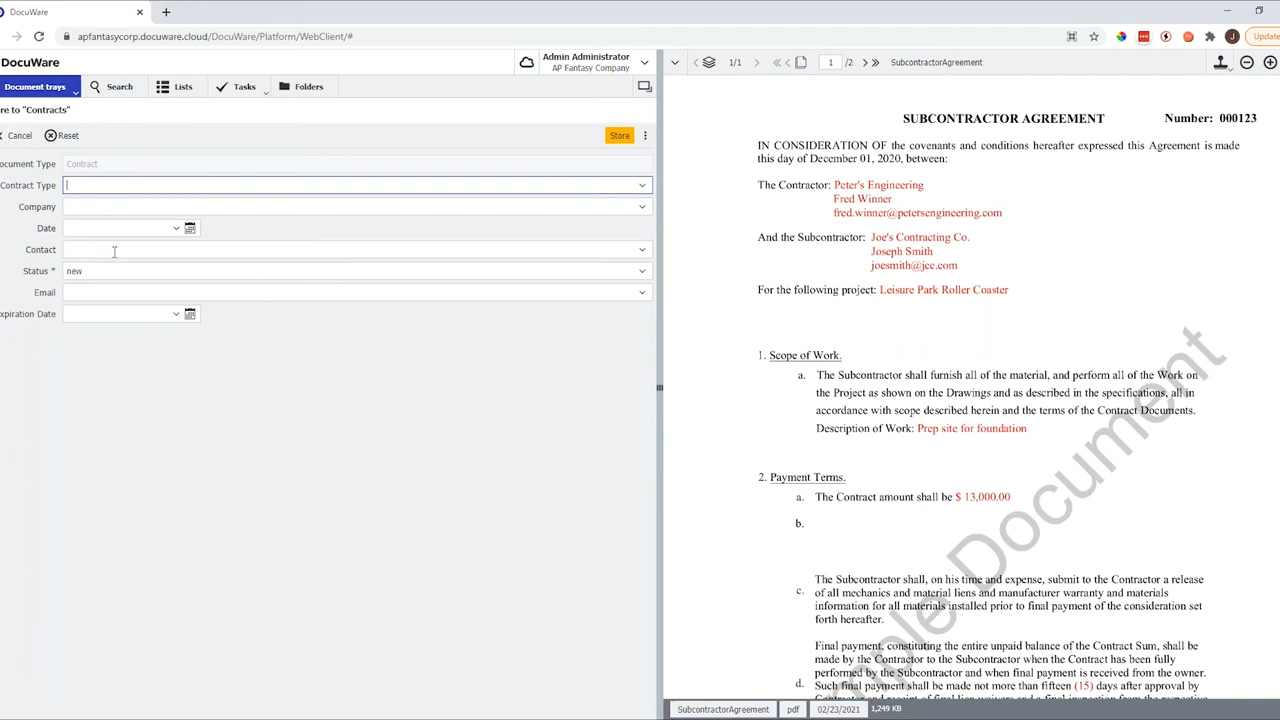 DocuWare
apfantasycorp.docuware.cloud/DocuWare/Platform/WebClient/#
J
Update
DocuWare
Admin Administrator
AP Fantasy Company
Document trays
Search
Lists
Tasks
Folders
re to "Contracts"
Cancel
Reset
Store
ocument Type Contract
Contract Type
Company
Date
Contact
Status * new
Email
xpiration Date
1/1
1 /2
SubcontractorAgreement
SUBCONTRACTOR AGREEMENT
Number: 000123
IN CONSIDERATION OF the covenants and conditions hereafter expressed this Agreement is made
this day of December 01, 2020, between:
The Contractor: Peter's Engineering
Fred Winner
fred.winner@petersengineering.com
And the Subcontractor: Joe's Contracting Co.
Joseph Smith
joesmith@jcc.com
For the following project: Leisure Park Roller Coaster
1. Scope of Work.
a. The Subcontractor shall furnish all of the material, and perform all of the Work on
the Project as shown on the Drawings and as described in the specifications, all in
accordance with scope described herein and the terms of the Contract Documents.
Description of Work: Prep site for foundation
2. Payment Terms.
a. The Contract amount shall be $ 13,000.00
b.
The Subcontractor shall, on his time and expense, submit to the Contractor a release
c. of all mechanics and material liens and manufacturer warranty and materials
information for all materials installed prior to final payment of the consideration set
forth hereafter.
Final payment, constituting the entire unpaid balance of the Contract Sum, shall be
made by the Contractor to the Subcontractor when the Contract has been fully
performed by the Subcontractor and when final payment is received from the owner.
d. Such final payment shall be made not more than fifteen (15) days after approval by
mple Document
SubcontractorAgreement
pdf
02/23/2021
1,249 KB